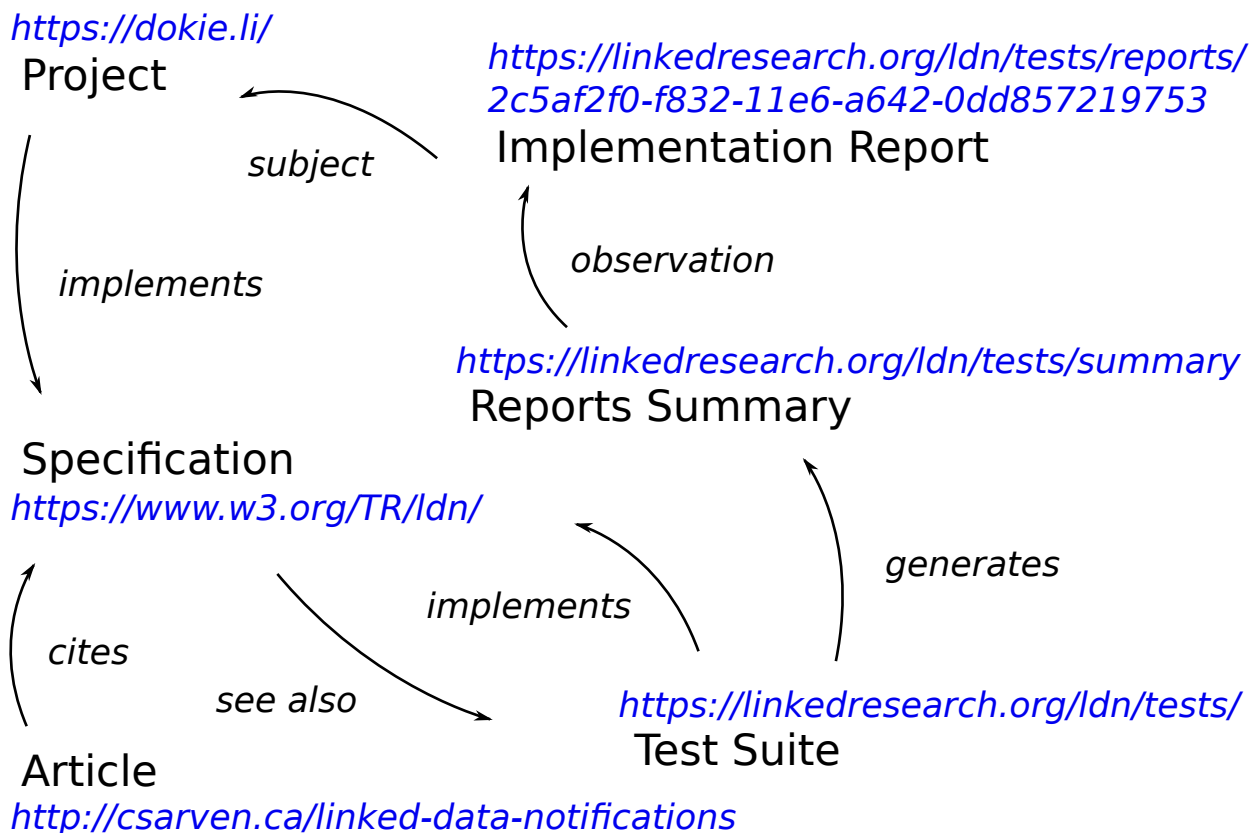 https://dokie.li/
Project
https://linkedresearch.org/ldn/tests/reports/
2c5af2f0-f832-11e6-a642-0dd857219753
Implementation Report
subject
implements
observation
https://linkedresearch.org/ldn/tests/summary
Reports Summary
Specification
https://www.w3.org/TR/ldn/
generates
implements
cites
see also
https://linkedresearch.org/ldn/tests/
Test Suite
Article
http://csarven.ca/linked-data-notifications